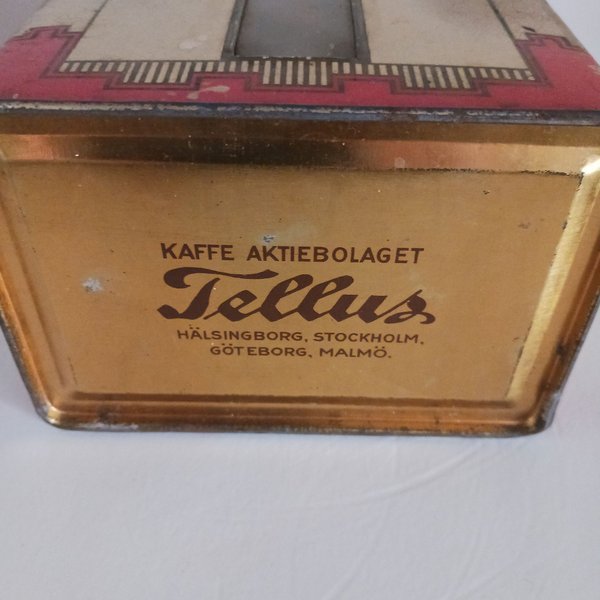 KAFFE AKTIEBOLAGET
Tellus
HÄLSINGBORG, STOCKHOLM,
GÖTEBORG, MALMÖ.